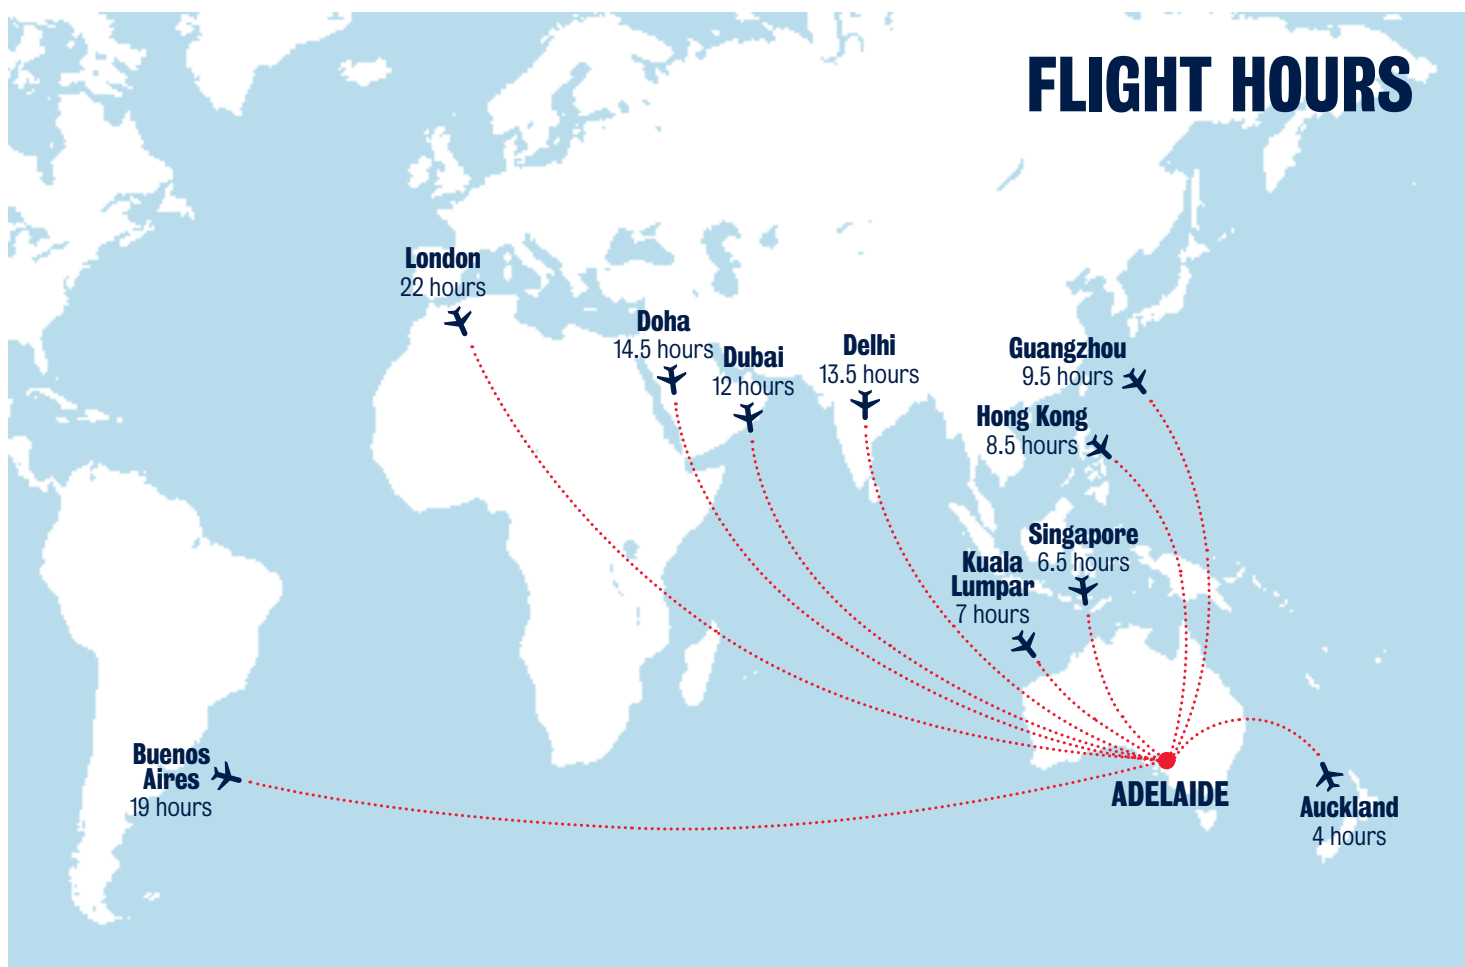 FLIGHT HOURS
London
22 hours
Doha
14.5 hours
Dubai
12 hours
Delhi
13.5 hours
Guangzhou
9.5 hours
Hong Kong
8.5 hours
Singapore
6.5 hours
Kuala
Lumpar
7 hours
Buenos
Aires
19 hours
ADELAIDE
Auckland
4 hours